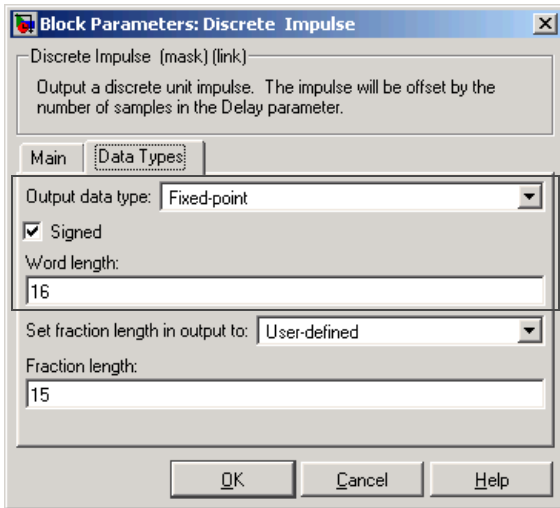 Block Parameters: Discrete Impulse
Discrete Impulse (mask) (link)
Output a discrete unit impulse. The impulse will be offset by the
number of samples in the Delay parameter.
Main Data Types
Output data type: Fixed-point
Signed
Word length:
16
Set fraction length in output to: User-defined
Fraction length:
15
OK Cancel Help